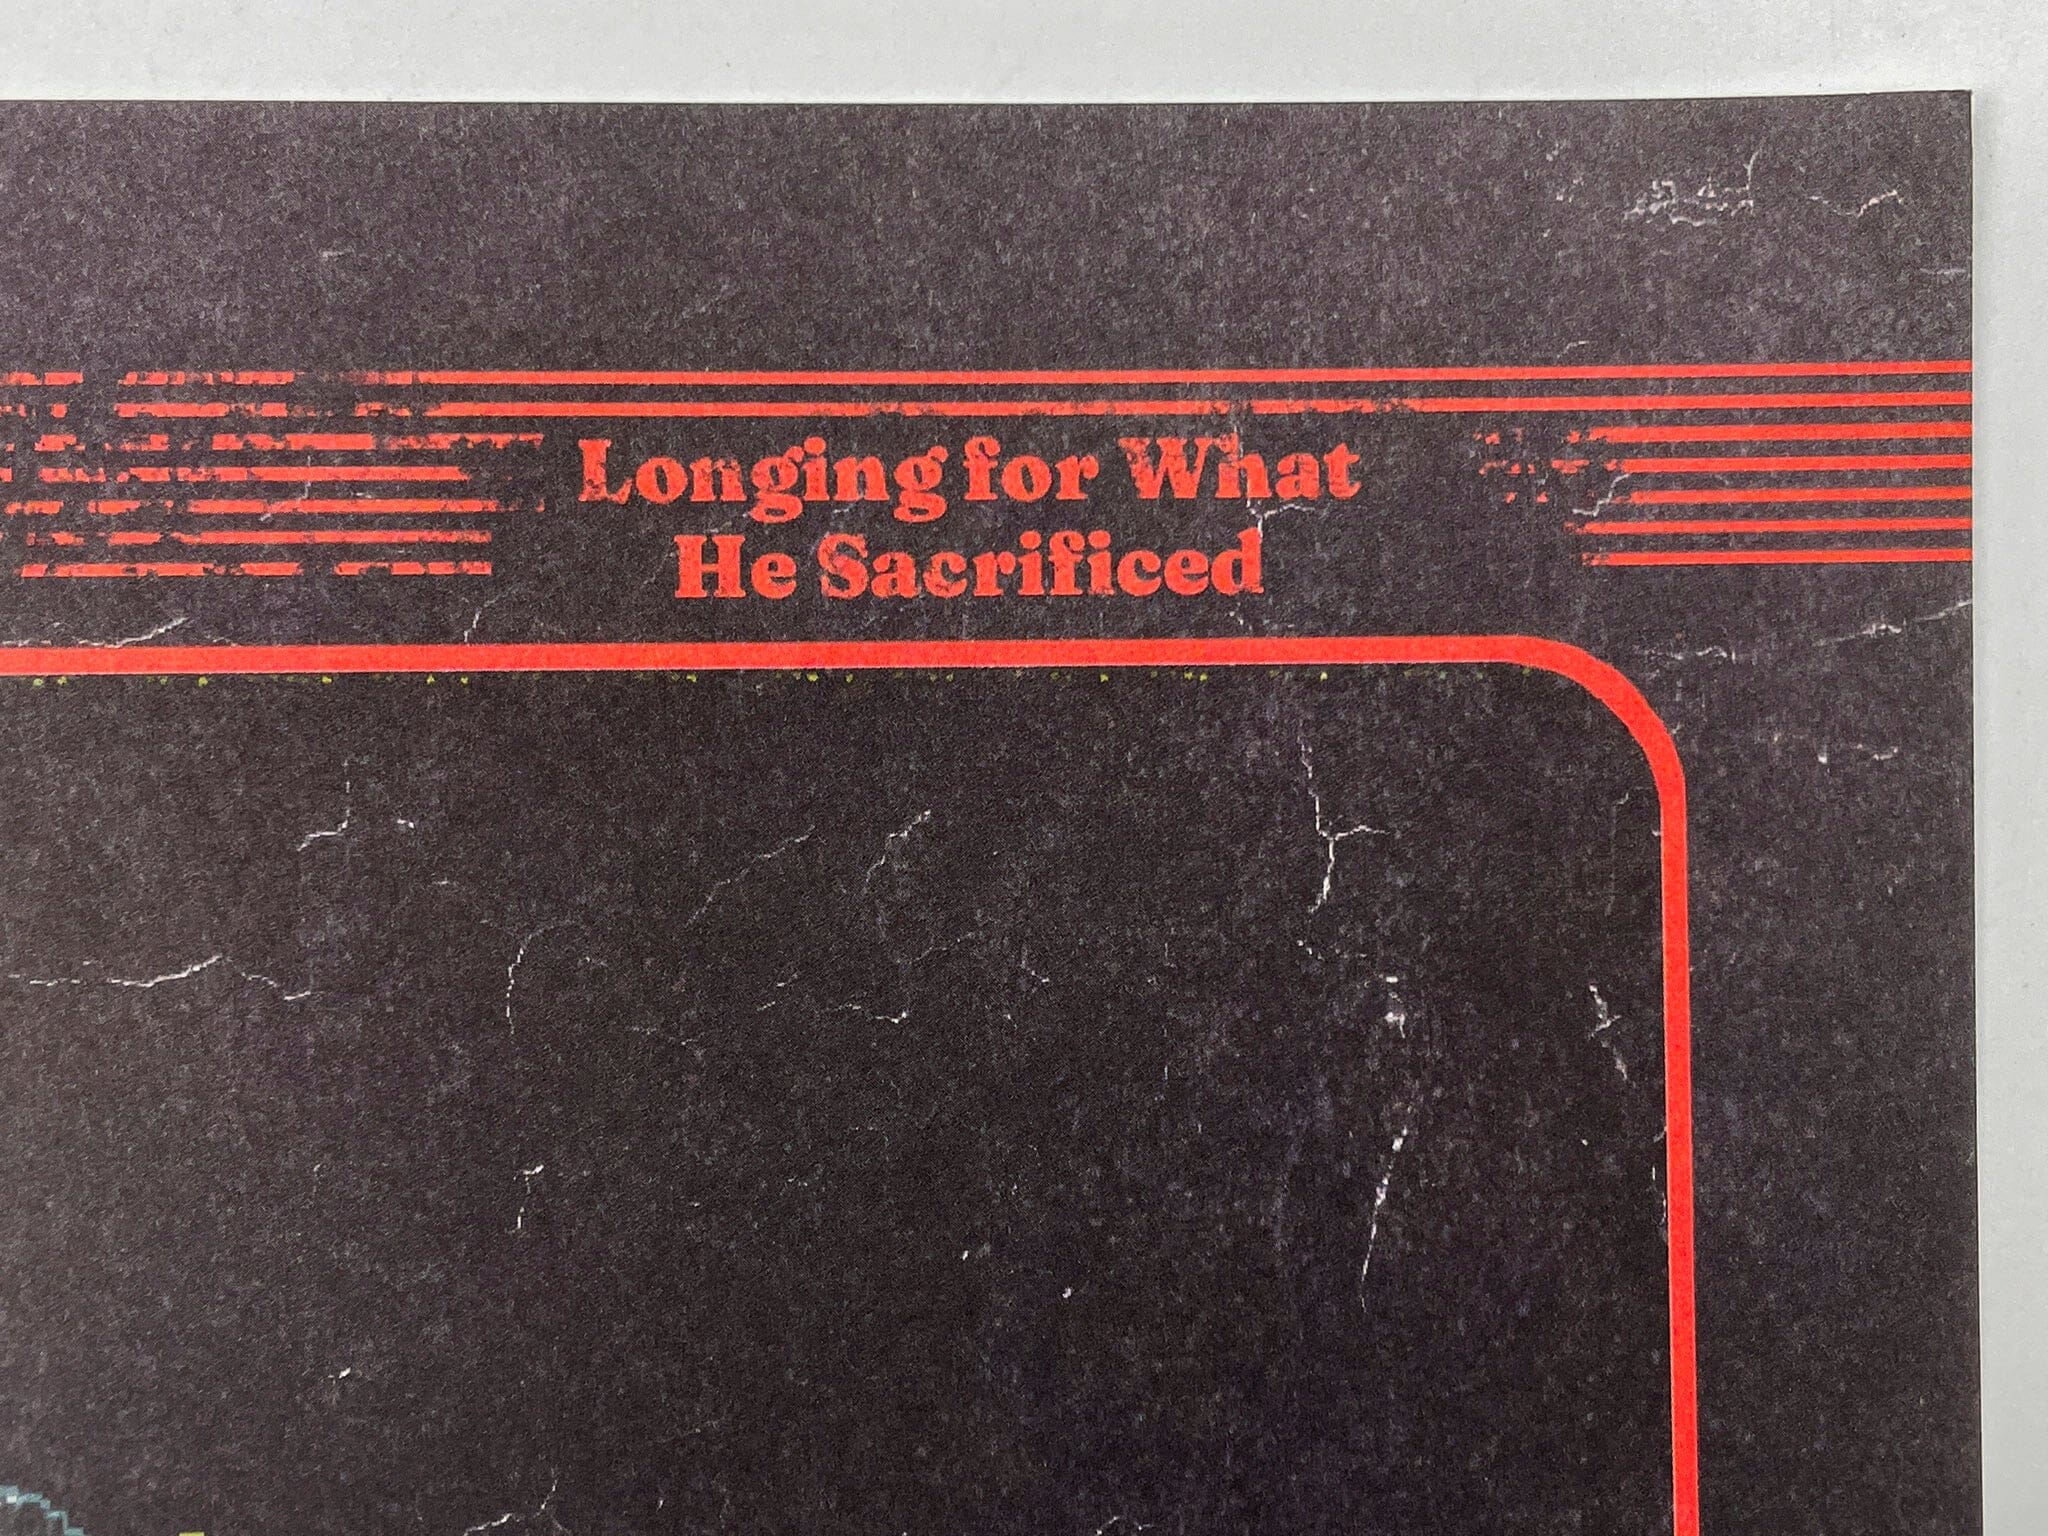 Longing for What
He Sacrificed